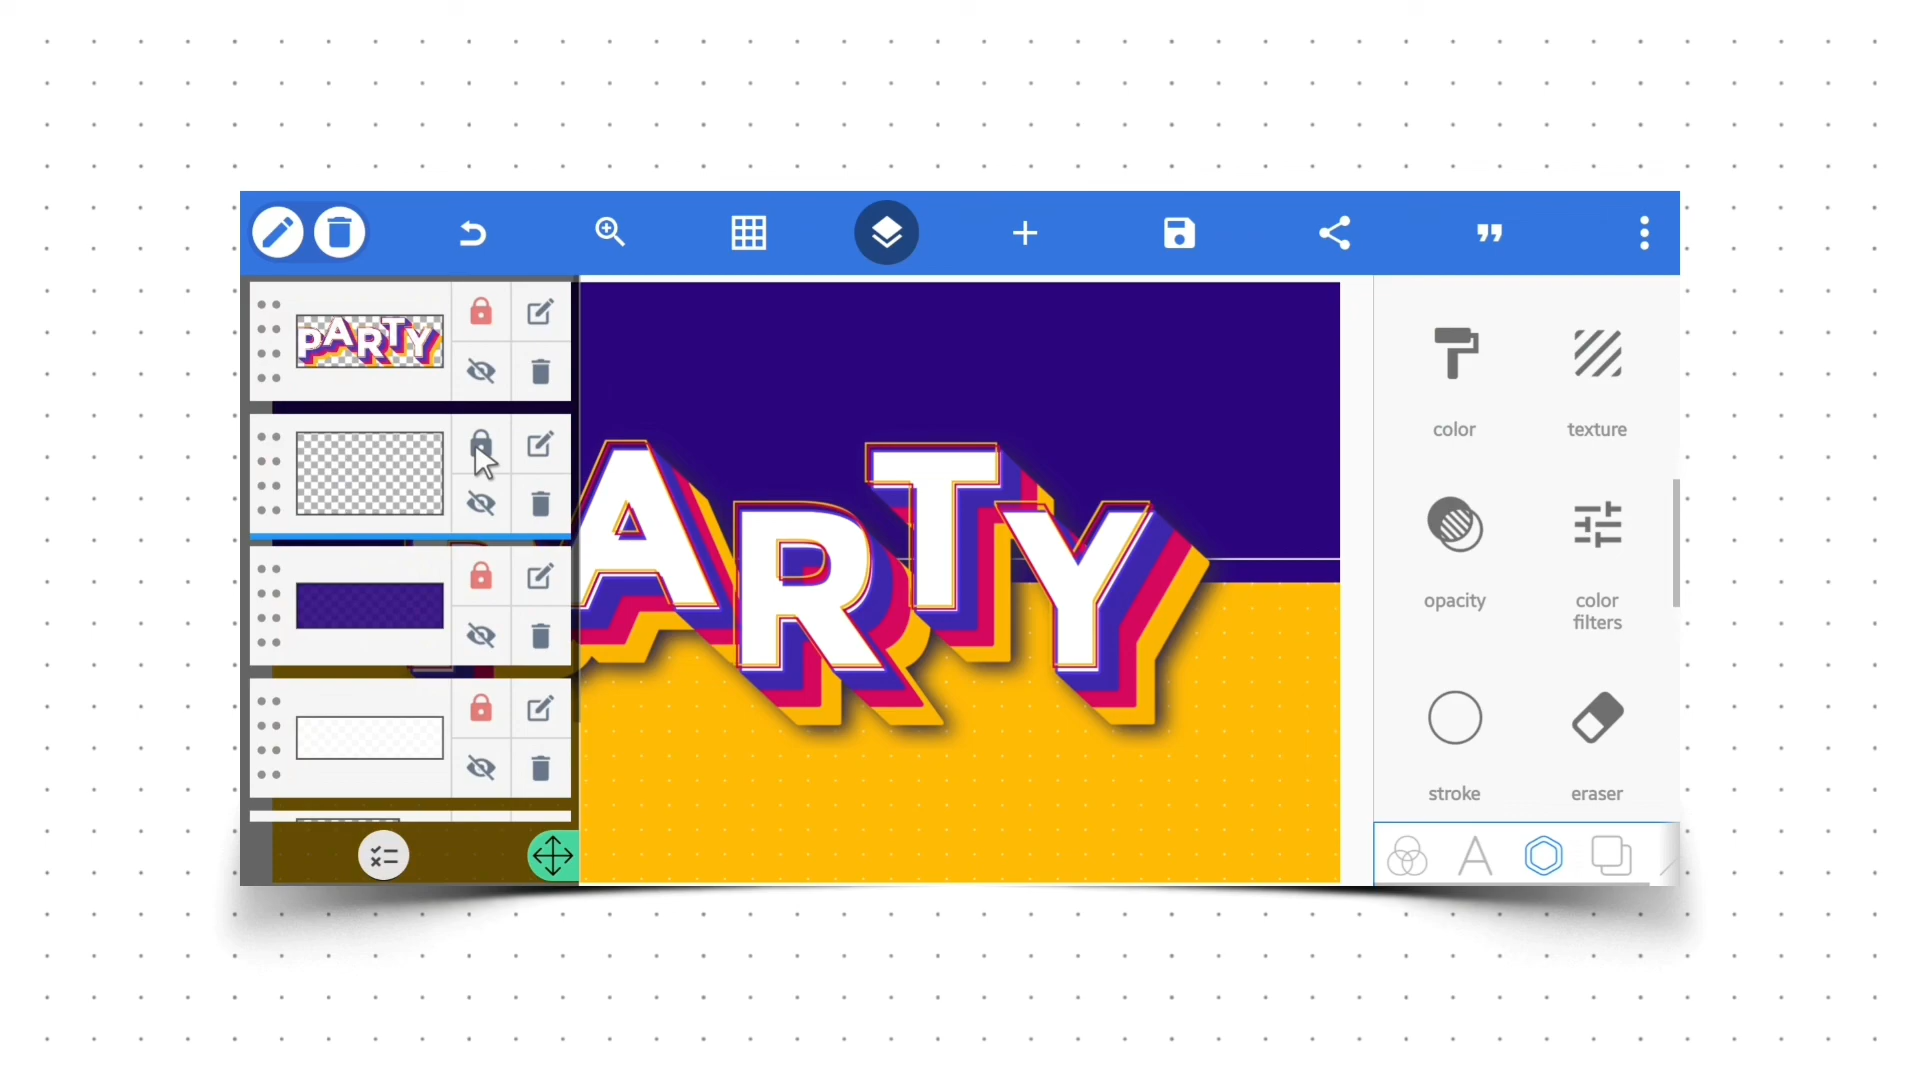 PARTY
ARTY
color
texture
opacity
color
filters
stroke
eraser